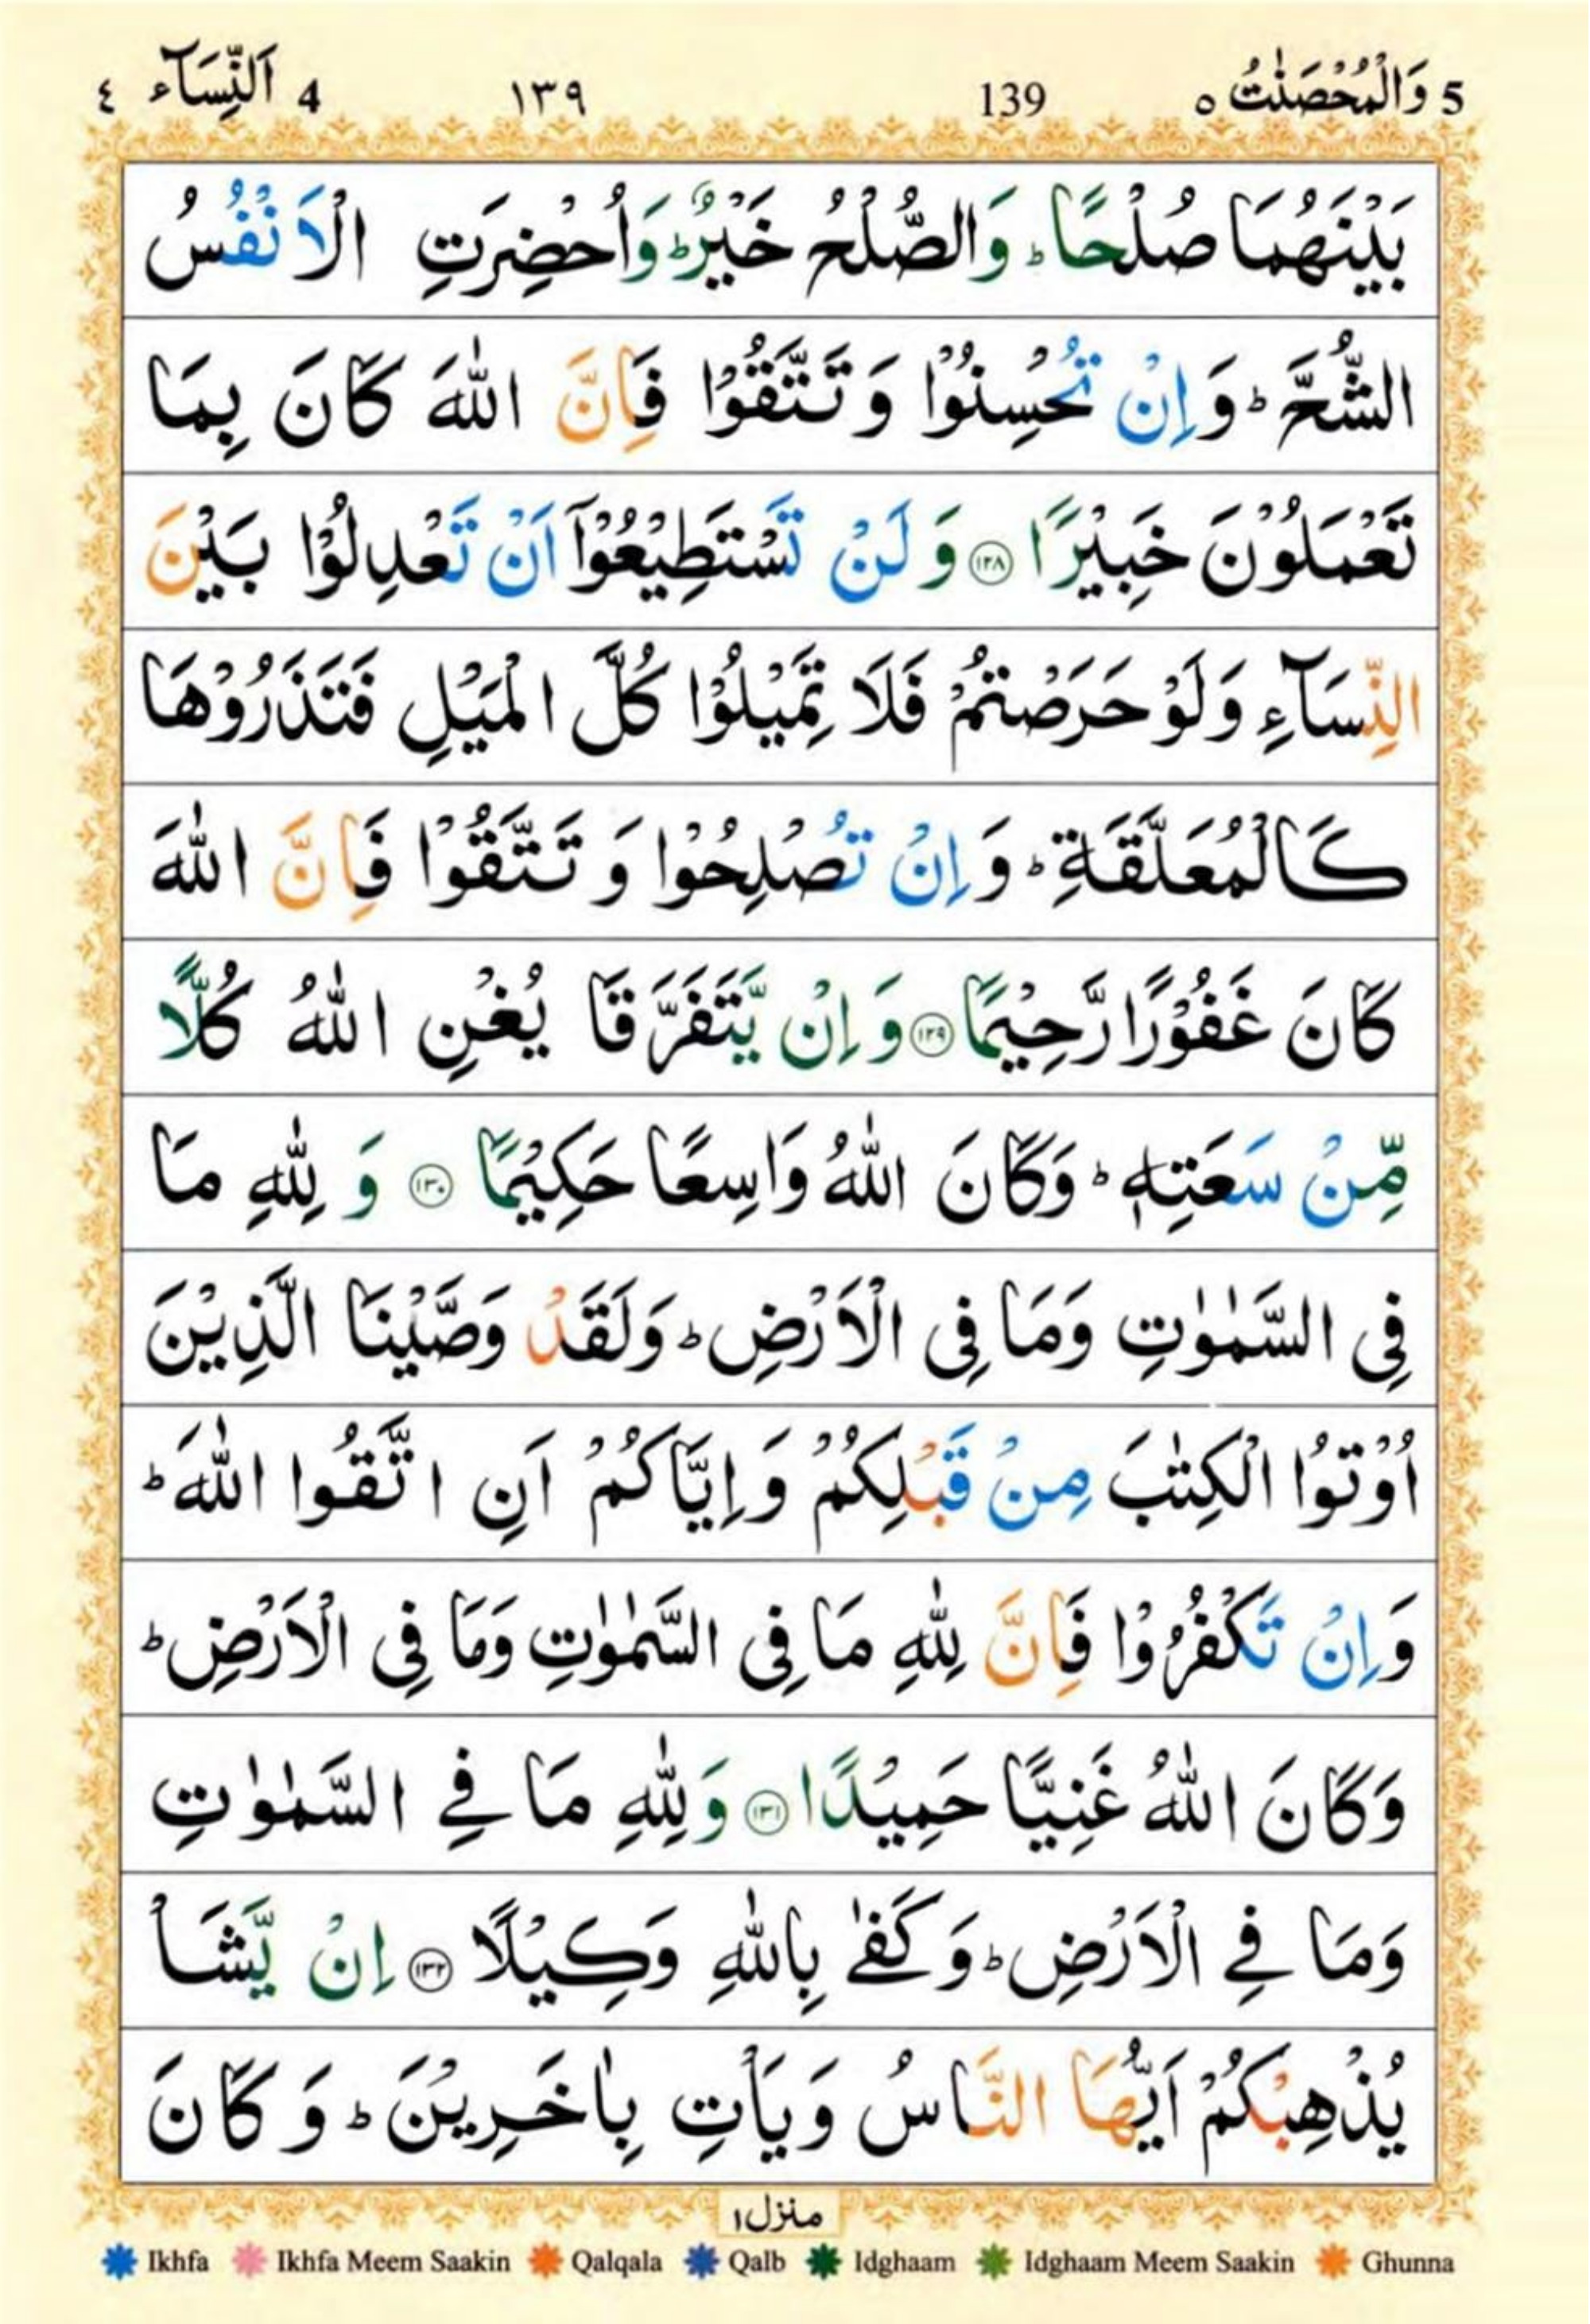 5 وَالْمُحْصَنٰتُ ٥ 139 ١٣٩ 4 اَلنِّسَآء ٤
بَيْنَهُمَا صُلْحًا ؕ وَالصُّلْحُ خَيْرٌ ؕ وَاُحْضِرَتِ الْاَنْفُسُ
الشُّحَّ ؕ وَاِنْ تُحْسِنُوْا وَتَتَّقُوْا فَاِنَّ اللّٰهَ كَانَ بِمَا
تَعْمَلُوْنَ خَبِيْرًا ۝١٢٨ وَلَنْ تَسْتَطِيْعُوْۤا اَنْ تَعْدِلُوْا بَيْنَ
النِّسَآءِ وَلَوْ حَرَصْتُمْ فَلَا تَمِيْلُوْا كُلَّ الْمَيْلِ فَتَذَرُوْهَا
كَالْمُعَلَّقَةِ ؕ وَاِنْ تُصْلِحُوْا وَتَتَّقُوْا فَاِنَّ اللّٰهَ
كَانَ غَفُوْرًا رَّحِيْمًا ۝١٢٩ وَاِنْ يَّتَفَرَّقَا يُغْنِ اللّٰهُ كُلًّا
مِّنْ سَعَتِهٖ ؕ وَكَانَ اللّٰهُ وَاسِعًا حَكِيْمًا ۝١٣٠ وَلِلّٰهِ مَا
فِى السَّمٰوٰتِ وَمَا فِى الْاَرْضِ ؕ وَلَقَدْ وَصَّيْنَا الَّذِيْنَ
اُوْتُوا الْكِتٰبَ مِنْ قَبْلِكُمْ وَاِيَّاكُمْ اَنِ اتَّقُوا اللّٰهَ ؕ
وَاِنْ تَكْفُرُوْا فَاِنَّ لِلّٰهِ مَا فِى السَّمٰوٰتِ وَمَا فِى الْاَرْضِ ؕ
وَكَانَ اللّٰهُ غَنِيًّا حَمِيْدًا ۝١٣١ وَلِلّٰهِ مَا فِے السَّمٰوٰتِ
وَمَا فِے الْاَرْضِ ؕ وَكَفٰے بِاللّٰهِ وَكِيْلًا ۝١٣٢ اِنْ يَّشَاْ
يُذْهِبْكُمْ اَيُّهَا النَّاسُ وَيَاْتِ بِاٰخَرِيْنَ ؕ وَكَانَ
منزل ١
Ikhfa Ikhfa Meem Saakin Qalqala Qalb Idghaam Idghaam Meem Saakin Ghunna